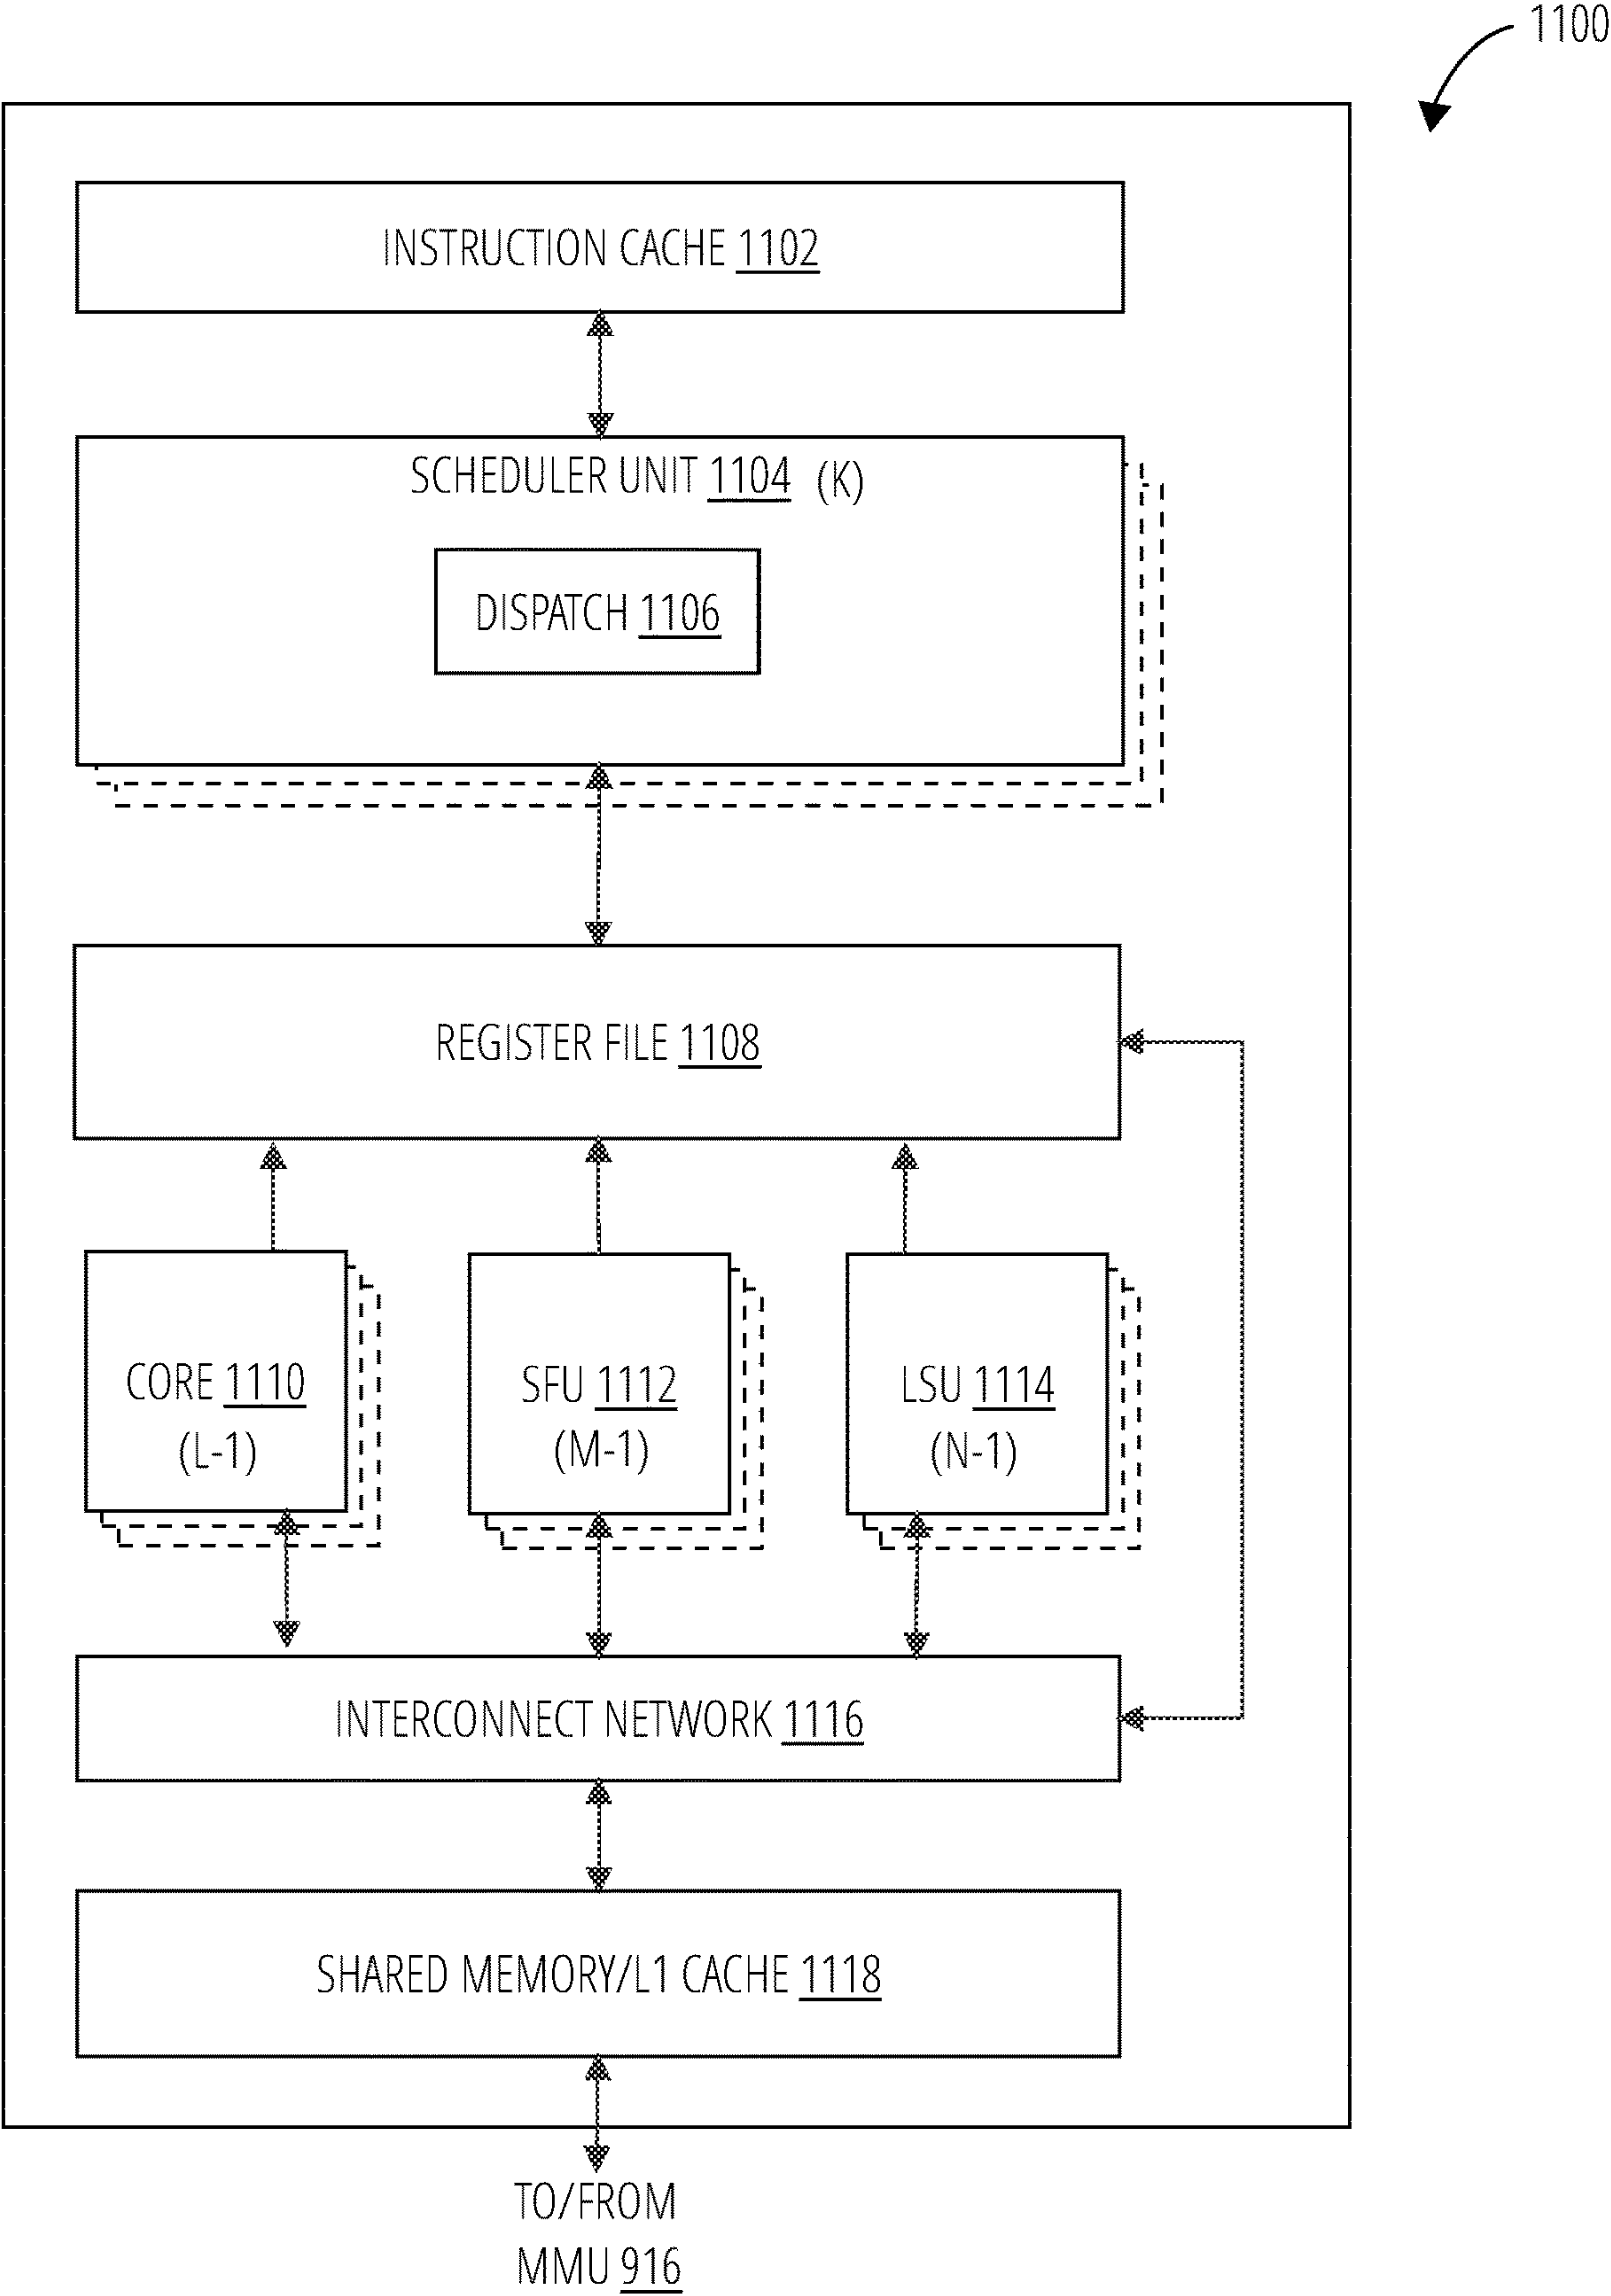 1100
INSTRUCTION CACHE 1102
SCHEDULER UNIT 1104 (K)
DISPATCH 1106
REGISTER FILE 1108
CORE 1110
(L-1)
SFU 1112
(M-1)
LSU 1114
(N-1)
INTERCONNECT NETWORK 1116
SHARED MEMORY/L1 CACHE 1118
TO/FROM
MMU 916